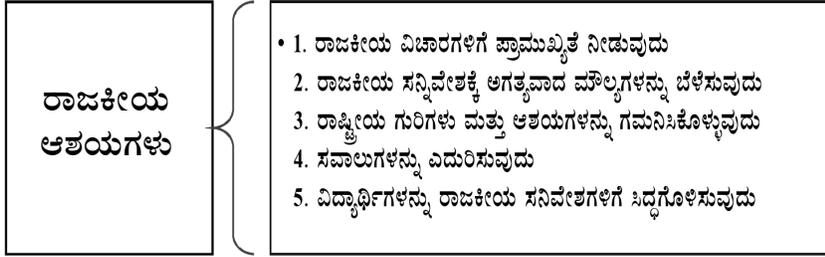 ರಾಜಕೀಯ
ಆಶಯಗಳು
• 1. ರಾಜಕೀಯ ವಿಚಾರಗಳಿಗೆ ಪ್ರಾಮುಖ್ಯತೆ ನೀಡುವುದು
2. ರಾಜಕೀಯ ಸನ್ನಿವೇಶಕ್ಕೆ ಅಗತ್ಯವಾದ ಮೌಲ್ಯಗಳನ್ನು ಬೆಳೆಸುವುದು
3. ರಾಷ್ಟ್ರೀಯ ಗುರಿಗಳು ಮತ್ತು ಆಶಯಗಳನ್ನು ಗಮನಿಸಿಕೊಳ್ಳುವುದು
4. ಸವಾಲುಗಳನ್ನು ಎದುರಿಸುವುದು
5. ವಿದ್ಯಾರ್ಥಿಗಳನ್ನು ರಾಜಕೀಯ ಸನಿವೇಶಗಳಿಗೆ ಸಿದ್ಧಗೊಳಿಸುವುದು